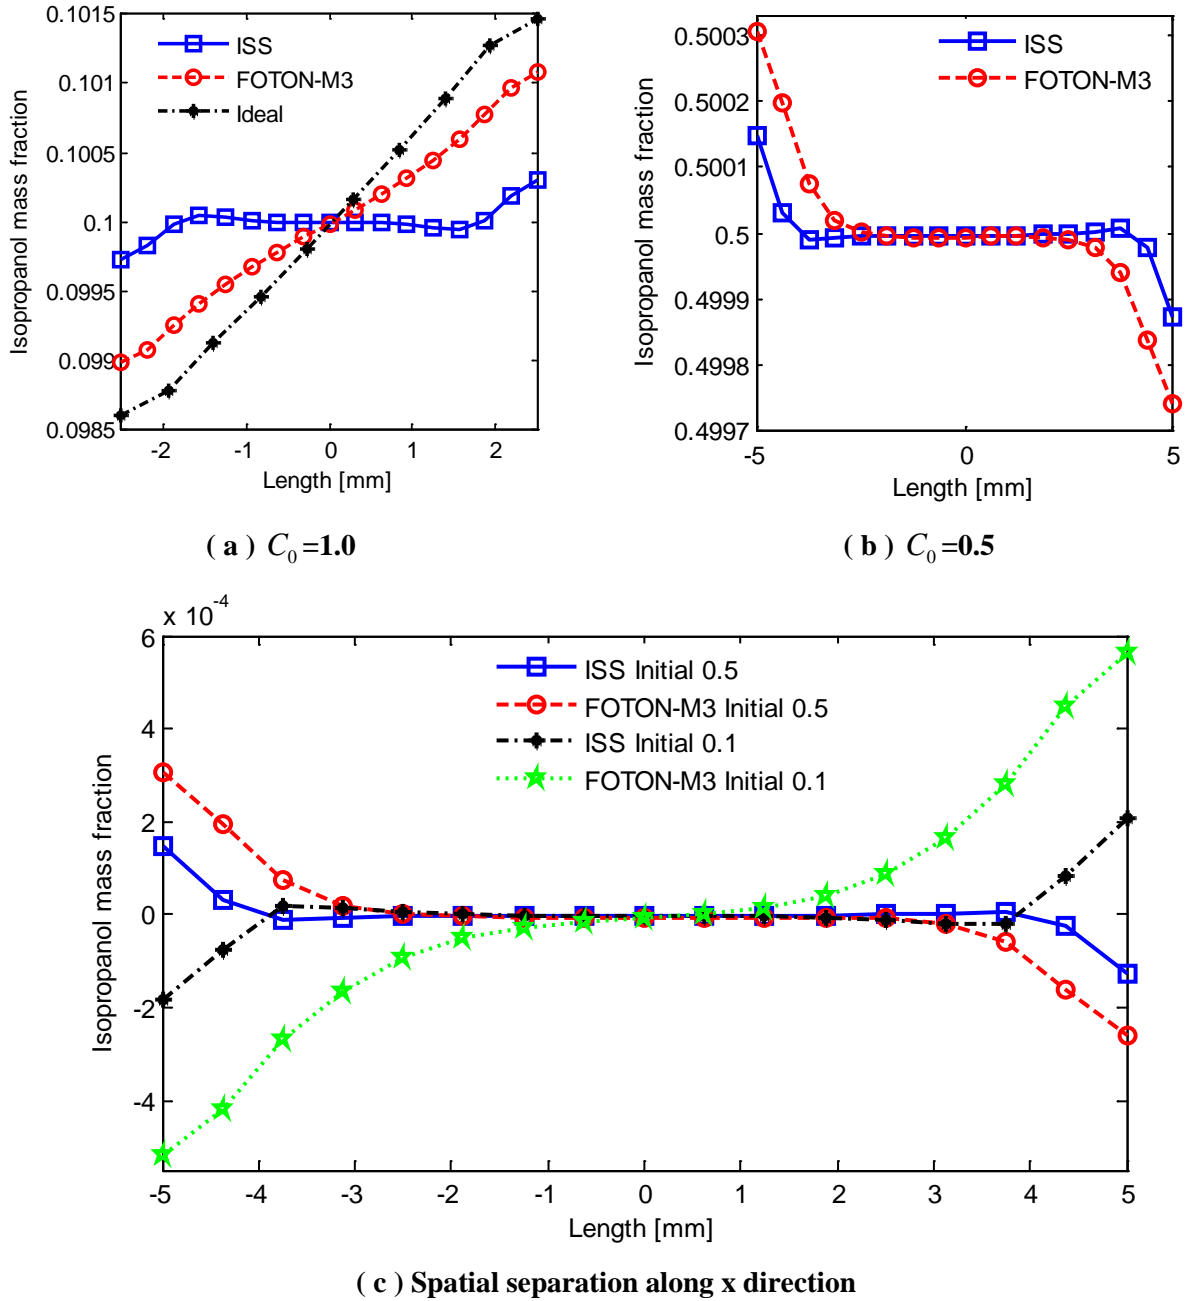 0.1015
0.101
0.1005
0.1
0.0995
0.099
0.0985
Isopropanol mass fraction
ISS
FOTON-M3
Ideal
-2
-1
0
1
2
Length [mm]
( a ) C0 =1.0
0.5003
0.5002
0.5001
0.5
0.4999
0.4998
0.4997
Isopropanol mass fraction
ISS
FOTON-M3
-5
0
5
Length [mm]
( b ) C0 =0.5
x 10-4
6
4
2
0
-2
-4
Isopropanol mass fraction
ISS Initial 0.5
FOTON-M3 Initial 0.5
ISS Initial 0.1
FOTON-M3 Initial 0.1
-5
-4
-3
-2
-1
0
1
2
3
4
5
Length [mm]
( c ) Spatial separation along x direction